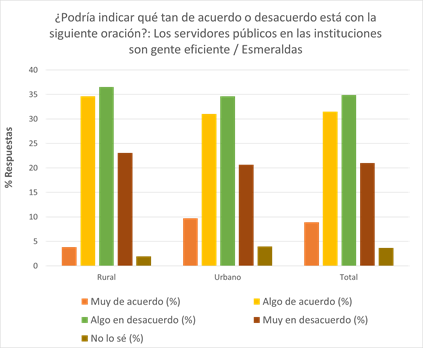 ¿Podría indicar qué tan de acuerdo o desacuerdo está con la
siguiente oración?: Los servidores públicos en las instituciones
son gente eficiente / Esmeraldas
% Respuestas
40
35
30
25
20
15
10
5
0
Rural Urbano Total
Muy de acuerdo (%) Algo de acuerdo (%)
Algo en desacuerdo (%) Muy en desacuerdo (%)
No lo sé (%)